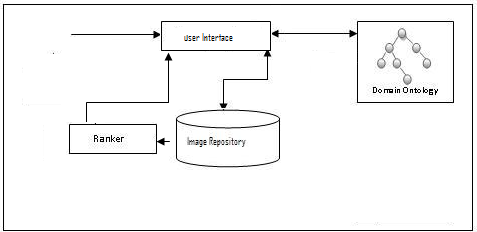 user Interface
Domain Ontology
Ranker
Image Repository